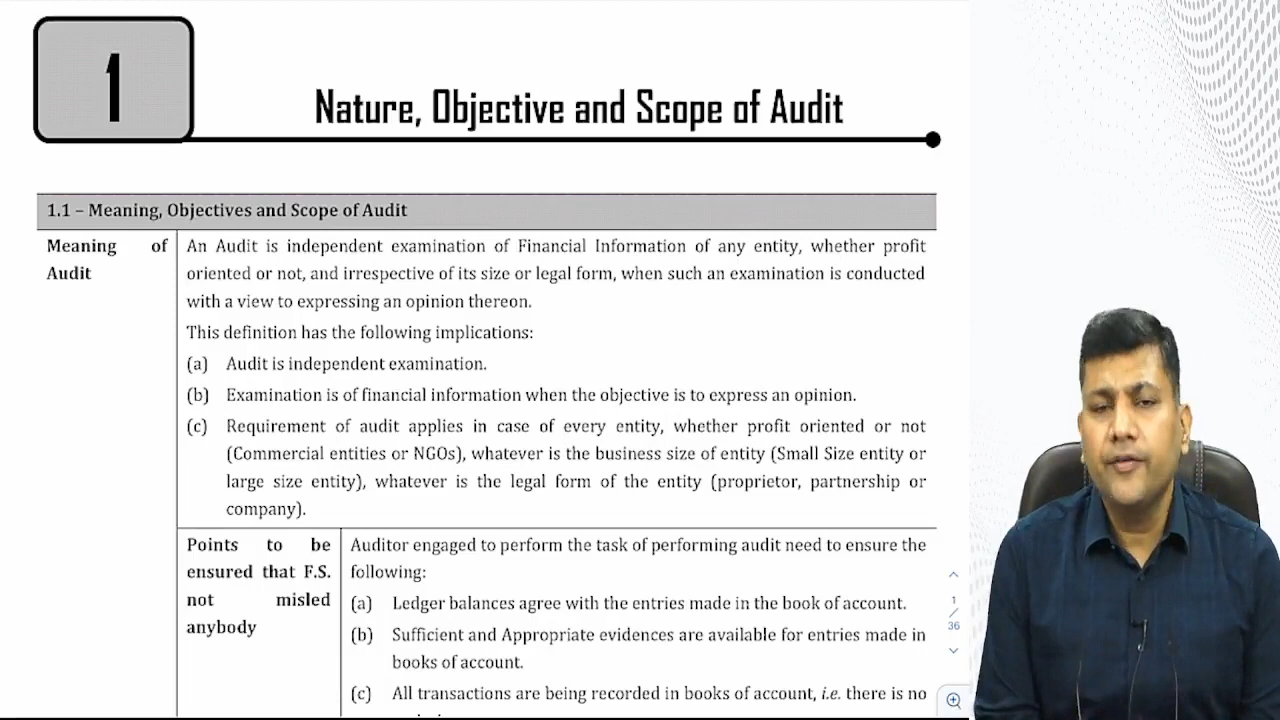 1
Nature, Objective and Scope of Audit
1.1 – Meaning, Objectives and Scope of Audit
Meaning of
Audit
An Audit is independent examination of Financial Information of any entity, whether profit
oriented or not, and irrespective of its size or legal form, when such an examination is conducted
with a view to expressing an opinion thereon.
This definition has the following implications:
(a) Audit is independent examination.
(b) Examination is of financial information when the objective is to express an opinion.
(c) Requirement of audit applies in case of every entity, whether profit oriented or not
(Commercial entities or NGOs), whatever is the business size of entity (Small Size entity or
large size entity), whatever is the legal form of the entity (proprietor, partnership or
company).
Points to be
ensured that F.S.
not misled
anybody
Auditor engaged to perform the task of performing audit need to ensure the
following:
(a) Ledger balances agree with the entries made in the book of account.
(b) Sufficient and Appropriate evidences are available for entries made in
books of account.
(c) All transactions are being recorded in books of account, i.e. there is no
1
/
36